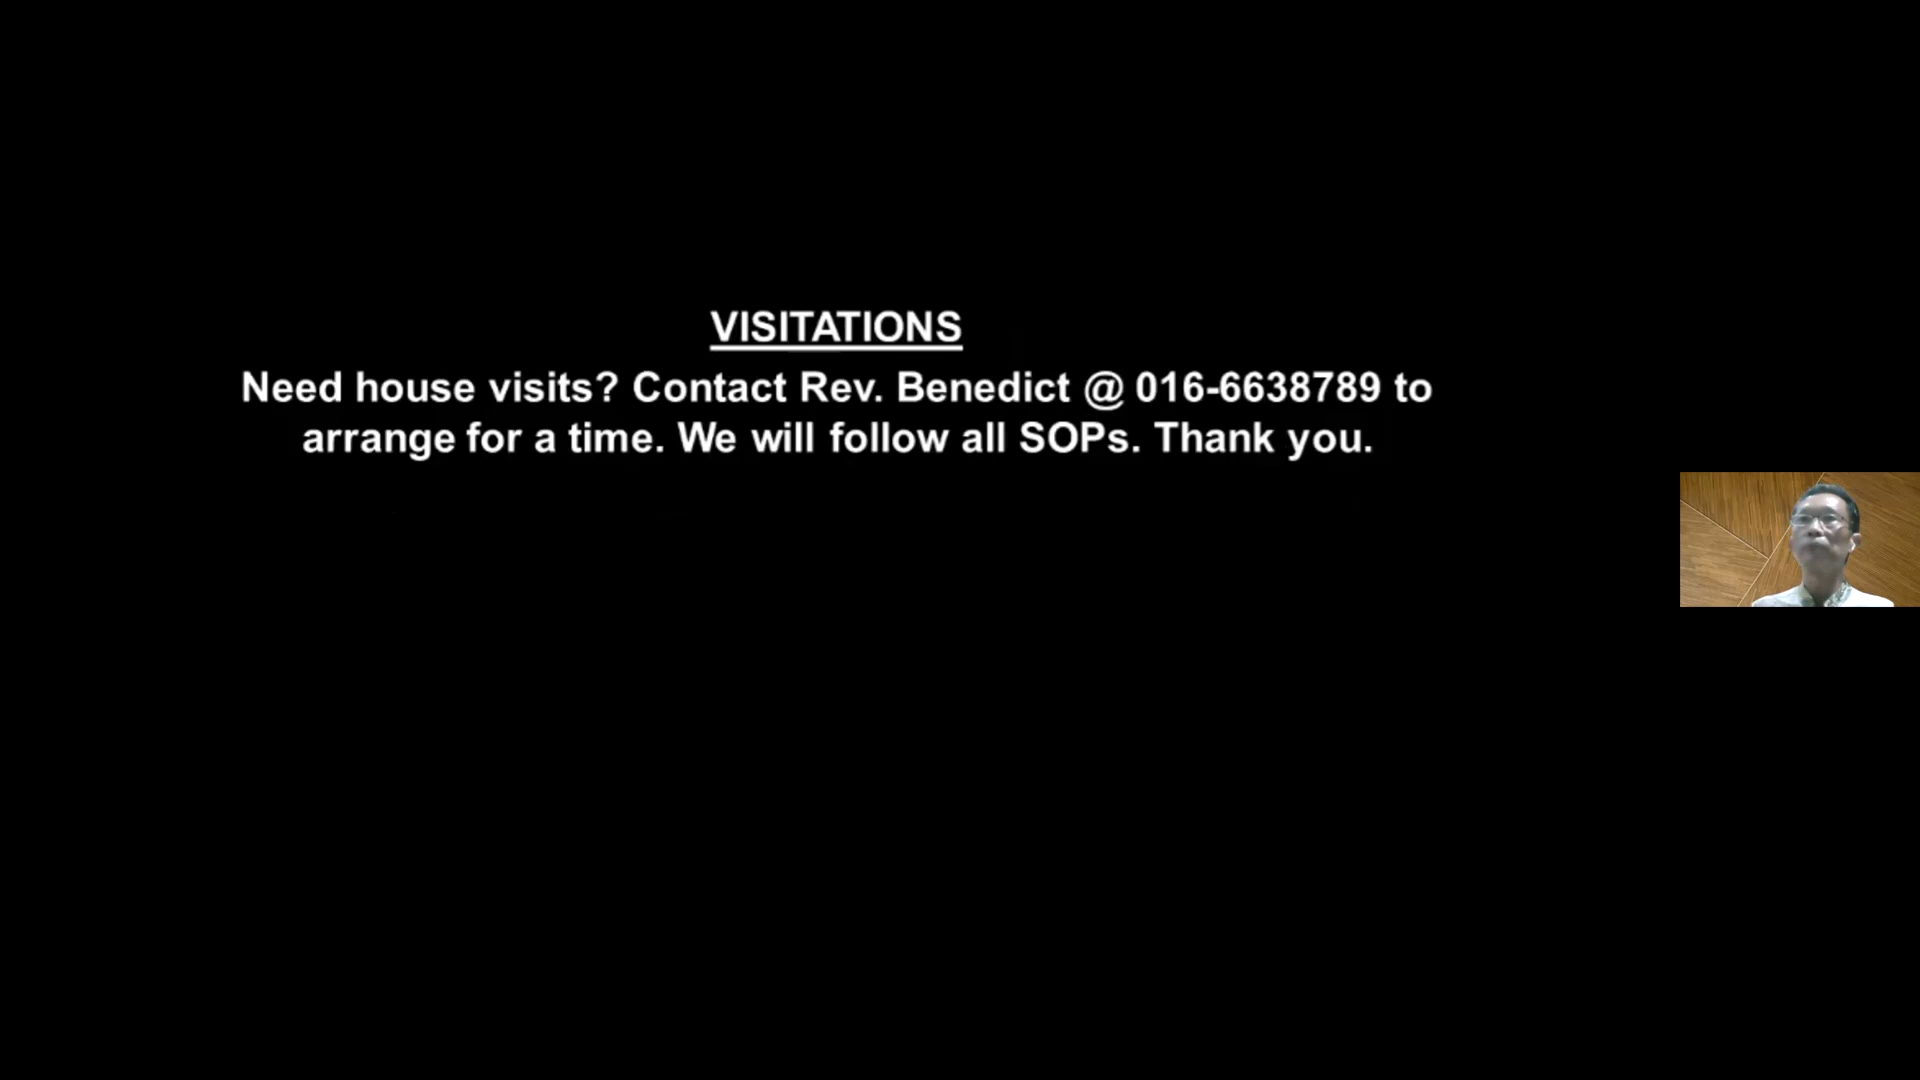 VISITATIONS
Need house visits? Contact Rev. Benedict @ 016-6638789 to
arrange for a time. We will follow all SOPs. Thank you.